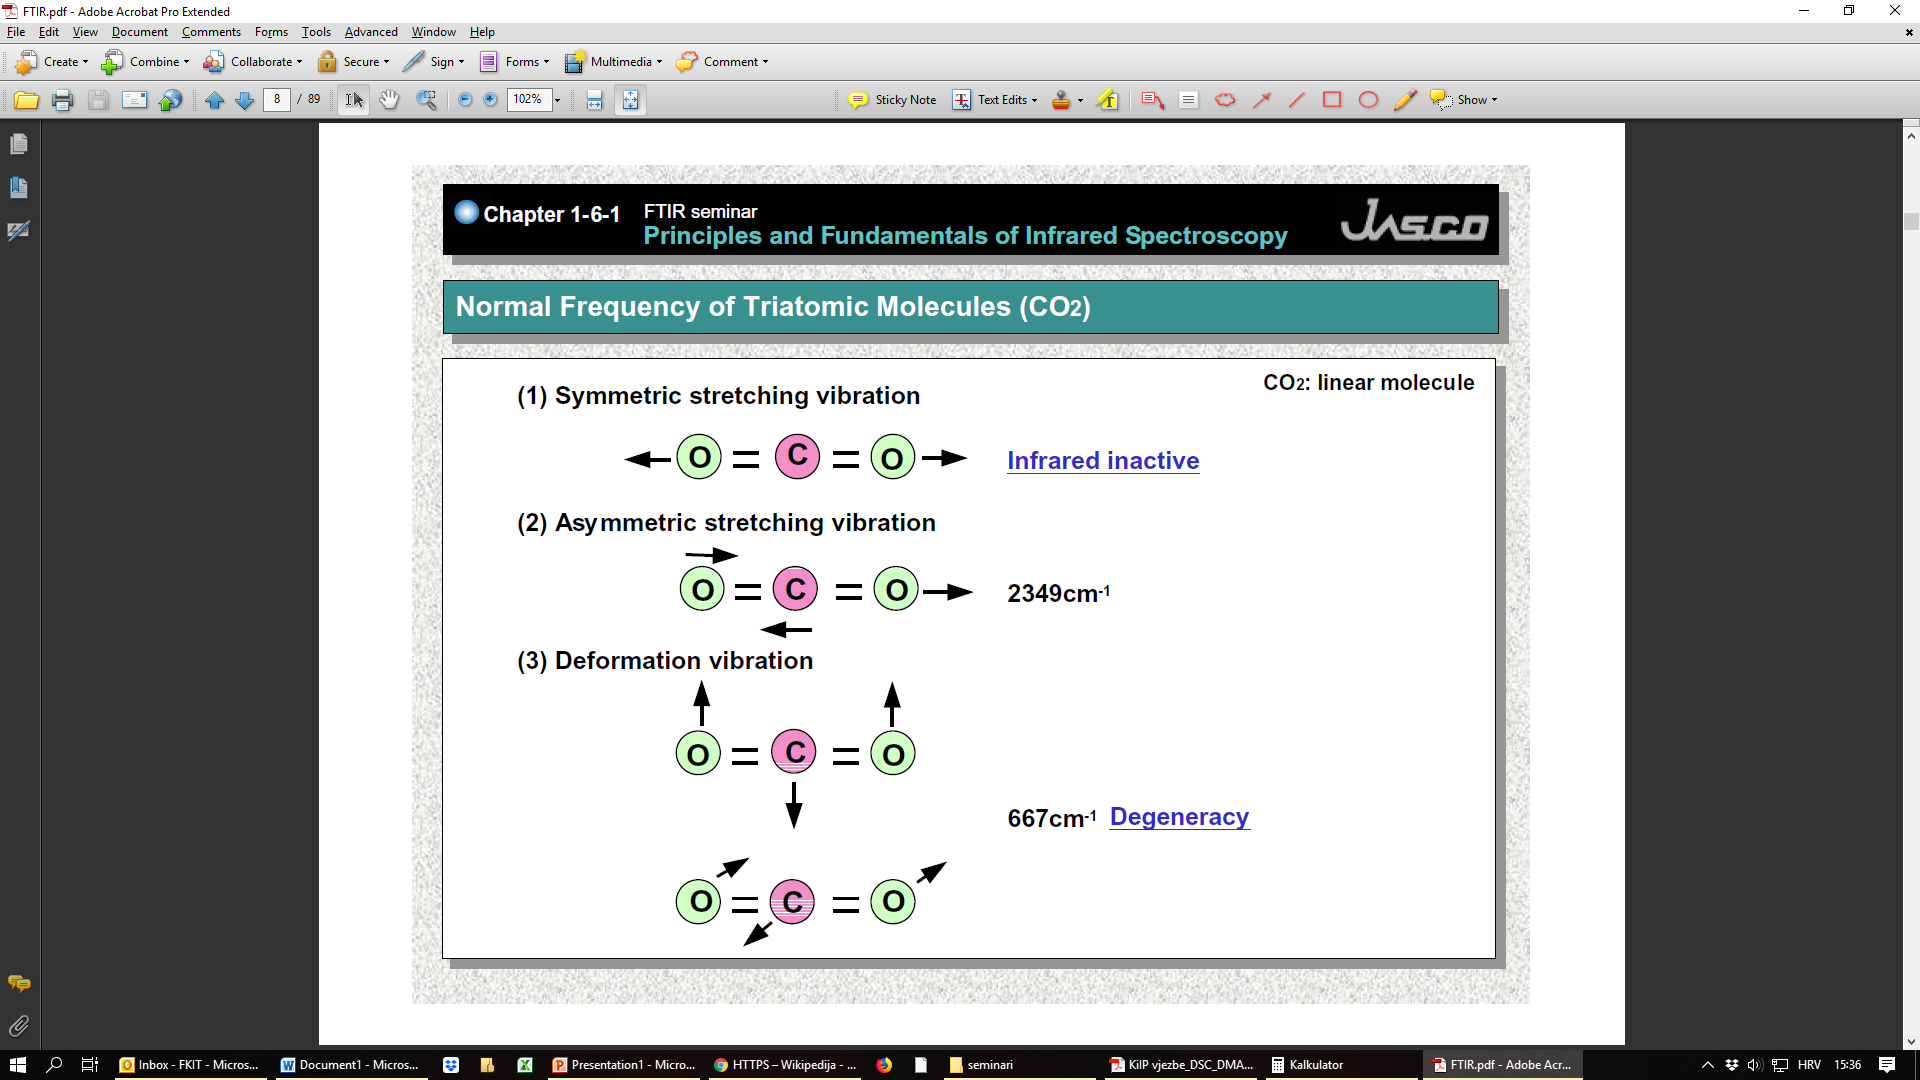 FTIR.pdf - Adobe Acrobat Pro Extended
File Edit View Document Comments Forms Tools Advanced Window Help
Create Combine Collaborate Secure Sign Forms Multimedia Comment
8 / 89 102% Sticky Note Text Edits Show
Chapter 1-6-1 FTIR seminar
Principles and Fundamentals of Infrared Spectroscopy
JASCO
Normal Frequency of Triatomic Molecules (CO2)
CO2: linear molecule
(1) Symmetric stretching vibration
O = C = O Infrared inactive
(2) Asymmetric stretching vibration
O = C = O 2349cm-1
(3) Deformation vibration
O = C = O
667cm-1 Degeneracy
O = C = O
Inbox - FKIT - Micros... Document1 - Micros... Presentation1 - Micro... HTTPS – Wikipedija - ... seminari KiIP vjezbe_DSC_DMA... Kalkulator FTIR.pdf - Adobe Acr... HRV 15:36